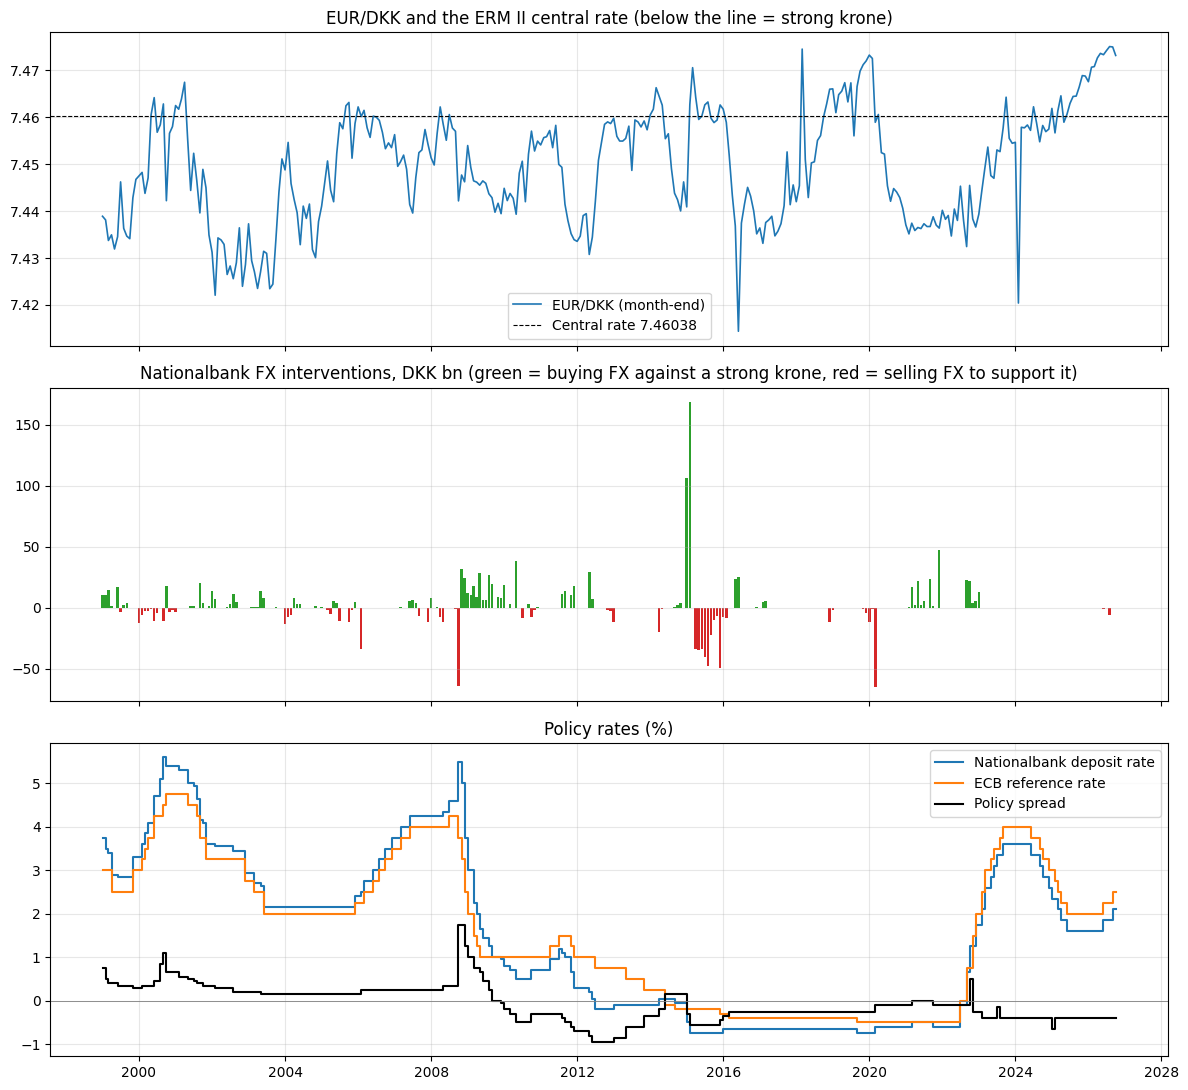 EUR/DKK and the ERM II central rate (below the line = strong krone)
7.47
7.46
7.45
7.44
7.43
7.42
EUR/DKK (month-end)
Central rate 7.46038
Nationalbank FX interventions, DKK bn (green = buying FX against a strong krone, red = selling FX to support it)
150
100
50
0
−50
Policy rates (%)
5
4
3
2
1
0
−1
Nationalbank deposit rate
ECB reference rate
Policy spread
2000 2004 2008 2012 2016 2020 2024 2028